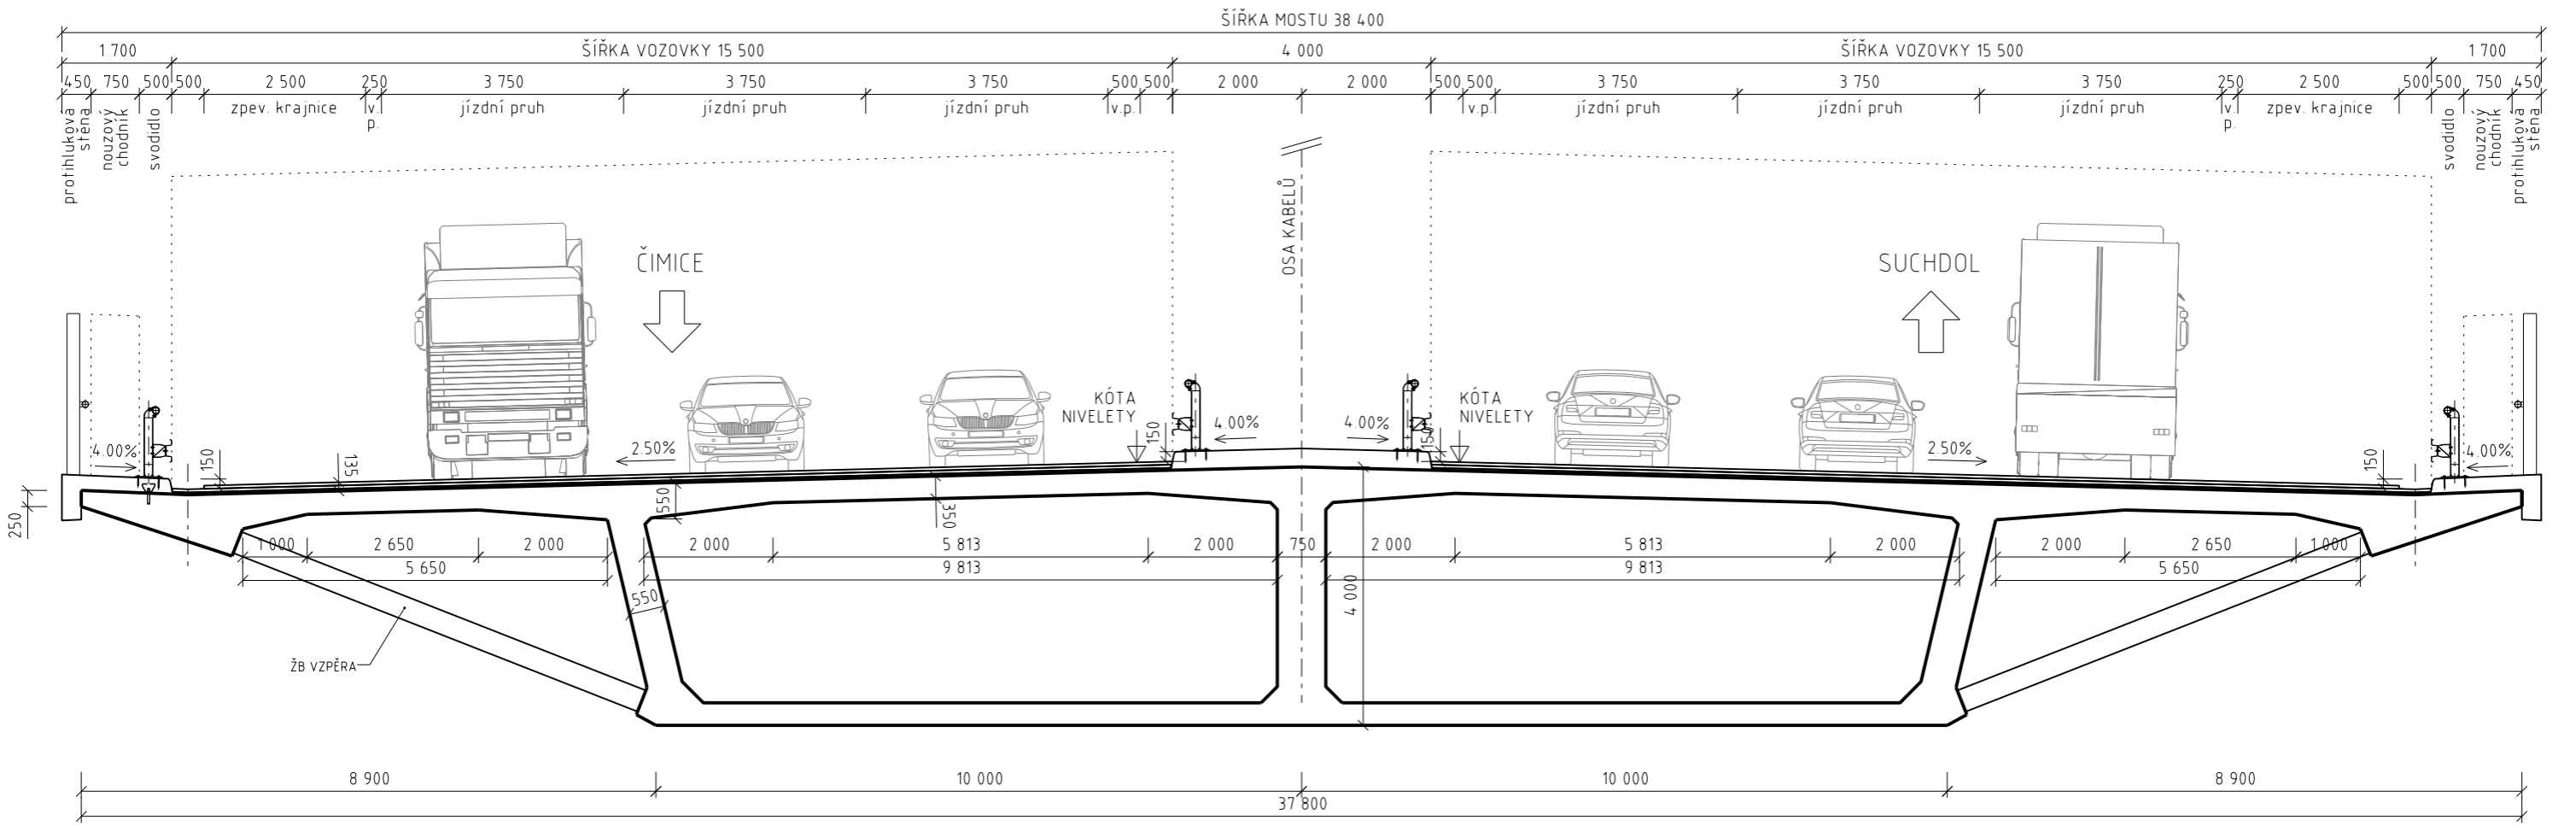 ŠÍŘKA MOSTU 38 400
1 700 ŠÍŘKA VOZOVKY 15 500 4 000 ŠÍŘKA VOZOVKY 15 500 1 700
450 750 500 500 2 500 250 3 750 3 750 3 750 500 500 2 000 2 000 500 500 3 750 3 750 3 750 250 2 500 500 500 750 450
zpev. krajnice v. jízdní pruh jízdní pruh jízdní pruh v.p. v.p. jízdní pruh jízdní pruh jízdní pruh v. zpev. krajnice
p. p.
protihluková
stěna
nouzový
chodník
svodidlo
svodidlo
nouzový
chodník
protihluková
stěna
OSA KABELŮ
ČIMICE SUCHDOL
KÓTA KÓTA
NIVELETY NIVELETY
4.00% 4.00%
4.00% 2.50% 2.50% 4.00%
150 135 150 150 150
250 550 350
1 000 2 650 2 000 2 000 5 813 2 000 750 2 000 5 813 2 000 2 000 2 650 1 000
5 650 9 813 9 813 5 650
550 4 000
ŽB VZPĚRA
8 900 10 000 10 000 8 900
37 800